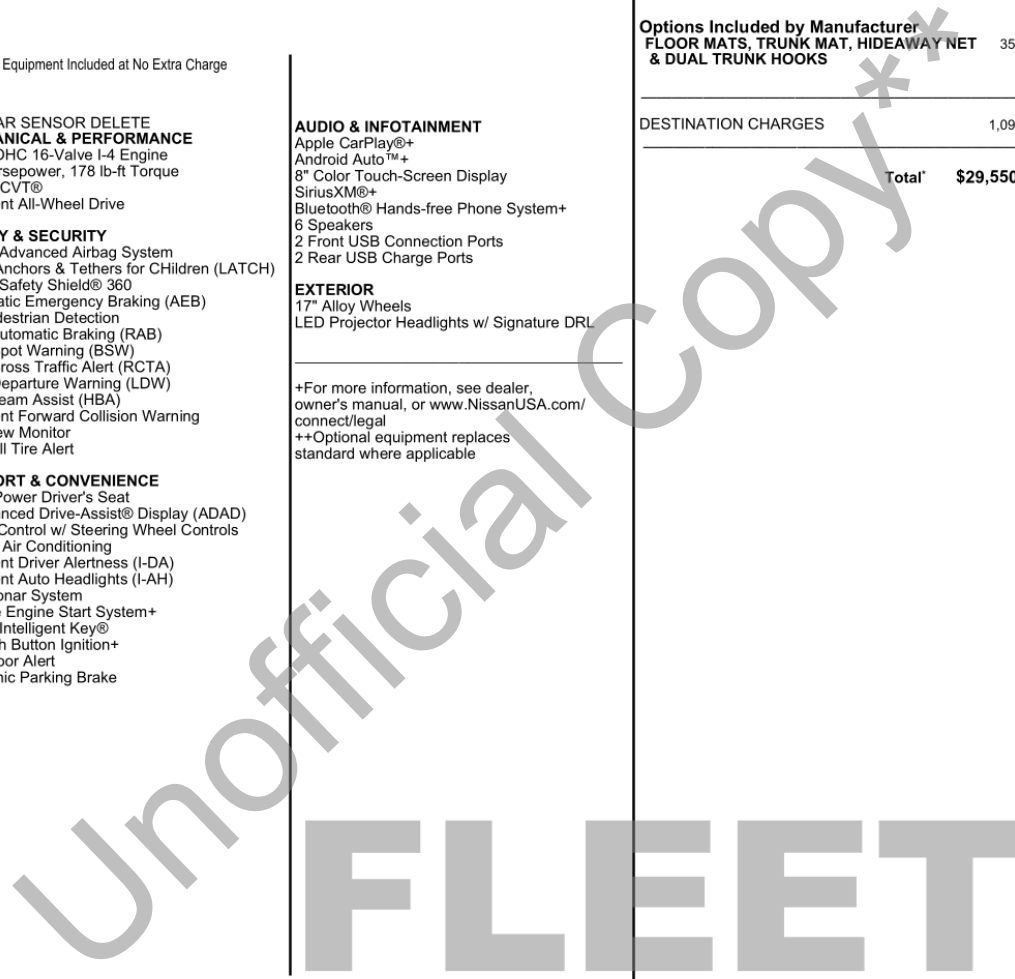 Equipment Included at No Extra Charge
AR SENSOR DELETE
ANICAL & PERFORMANCE
OHC 16-Valve I-4 Engine
rsepower, 178 lb-ft Torque
CVT®
nt All-Wheel Drive
Y & SECURITY
Advanced Airbag System
Anchors & Tethers for CHildren (LATCH)
Safety Shield® 360
atic Emergency Braking (AEB)
destrian Detection
utomatic Braking (RAB)
pot Warning (BSW)
ross Traffic Alert (RCTA)
eparture Warning (LDW)
eam Assist (HBA)
nt Forward Collision Warning
ew Monitor
ll Tire Alert
ORT & CONVENIENCE
Power Driver's Seat
nced Drive-Assist® Display (ADAD)
Control w/ Steering Wheel Controls
Air Conditioning
nt Driver Alertness (I-DA)
nt Auto Headlights (I-AH)
onar System
e Engine Start System+
Intelligent Key®
h Button Ignition+
oor Alert
nic Parking Brake
AUDIO & INFOTAINMENT
Apple CarPlay®+
Android Auto™+
8" Color Touch-Screen Display
SiriusXM®+
Bluetooth® Hands-free Phone System+
6 Speakers
2 Front USB Connection Ports
2 Rear USB Charge Ports
EXTERIOR
17" Alloy Wheels
LED Projector Headlights w/ Signature DRL
+For more information, see dealer,
owner's manual, or www.NissanUSA.com/
connect/legal
++Optional equipment replaces
standard where applicable
Options Included by Manufacturer
FLOOR MATS, TRUNK MAT, HIDEAWAY NET 35
& DUAL TRUNK HOOKS
DESTINATION CHARGES 1,09
Total* $29,550
Unofficial Copy**
FLEET